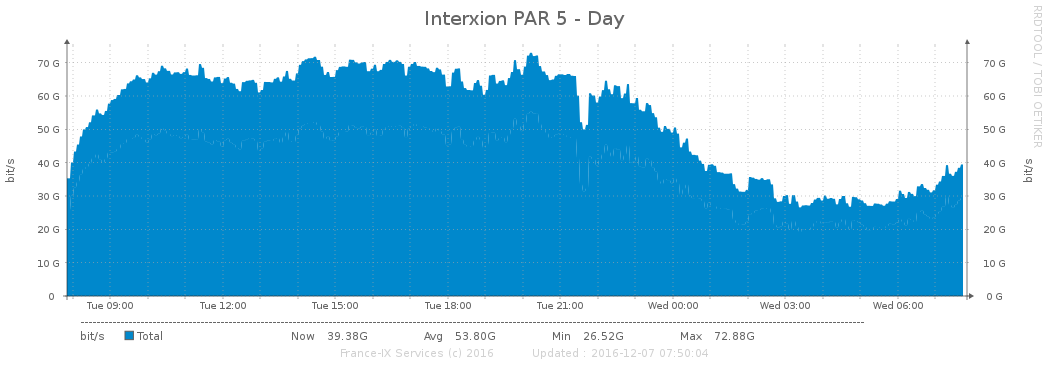 Interxion PAR 5 - Day
RRDTOOL / TOBI OETIKER
bit/s
bit/s
70 G 70 G
60 G 60 G
50 G 50 G
40 G 40 G
30 G 30 G
20 G 20 G
10 G 10 G
0 0 G
Tue 09:00 Tue 12:00 Tue 15:00 Tue 18:00 Tue 21:00 Wed 00:00 Wed 03:00 Wed 06:00
bit/s Total Now 39.38G Avg 53.80G Min 26.52G Max 72.88G
France-IX Services (c) 2016 Updated : 2016-12-07 07:50:04